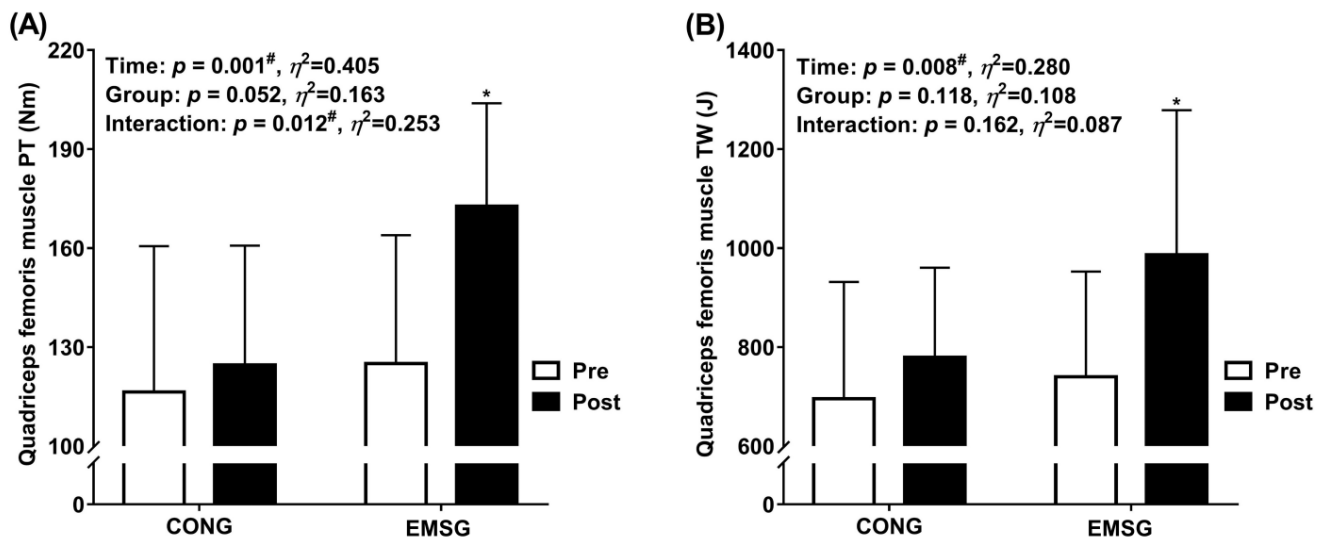 (A)
Quadriceps femoris muscle PT (Nm)
220
190
160
130
100
0
Time: p = 0.001#, η²=0.405
Group: p = 0.052, η²=0.163
Interaction: p = 0.012#, η²=0.253
*
Pre
Post
CONG EMSG
(B)
Quadriceps femoris muscle TW (J)
1400
1200
1000
800
600
0
Time: p = 0.008#, η²=0.280
Group: p = 0.118, η²=0.108
Interaction: p = 0.162, η²=0.087
*
Pre
Post
CONG EMSG